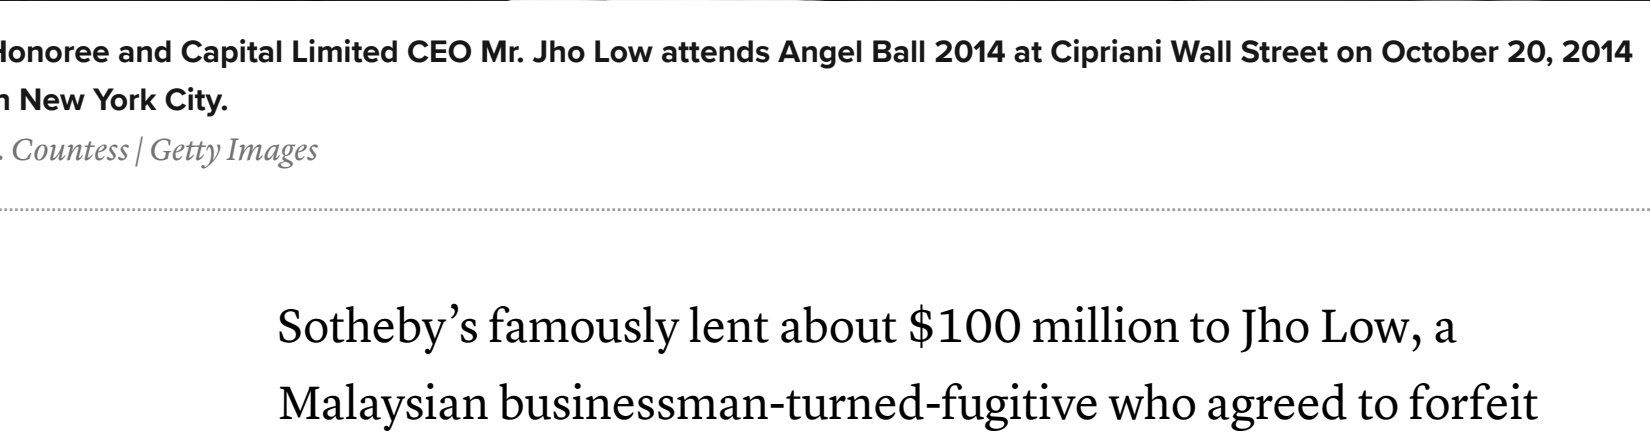 Honoree and Capital Limited CEO Mr. Jho Low attends Angel Ball 2014 at Cipriani Wall Street on October 20, 2014
n New York City.
. Countess | Getty Images
Sotheby’s famously lent about $100 million to Jho Low, a
Malaysian businessman-turned-fugitive who agreed to forfeit